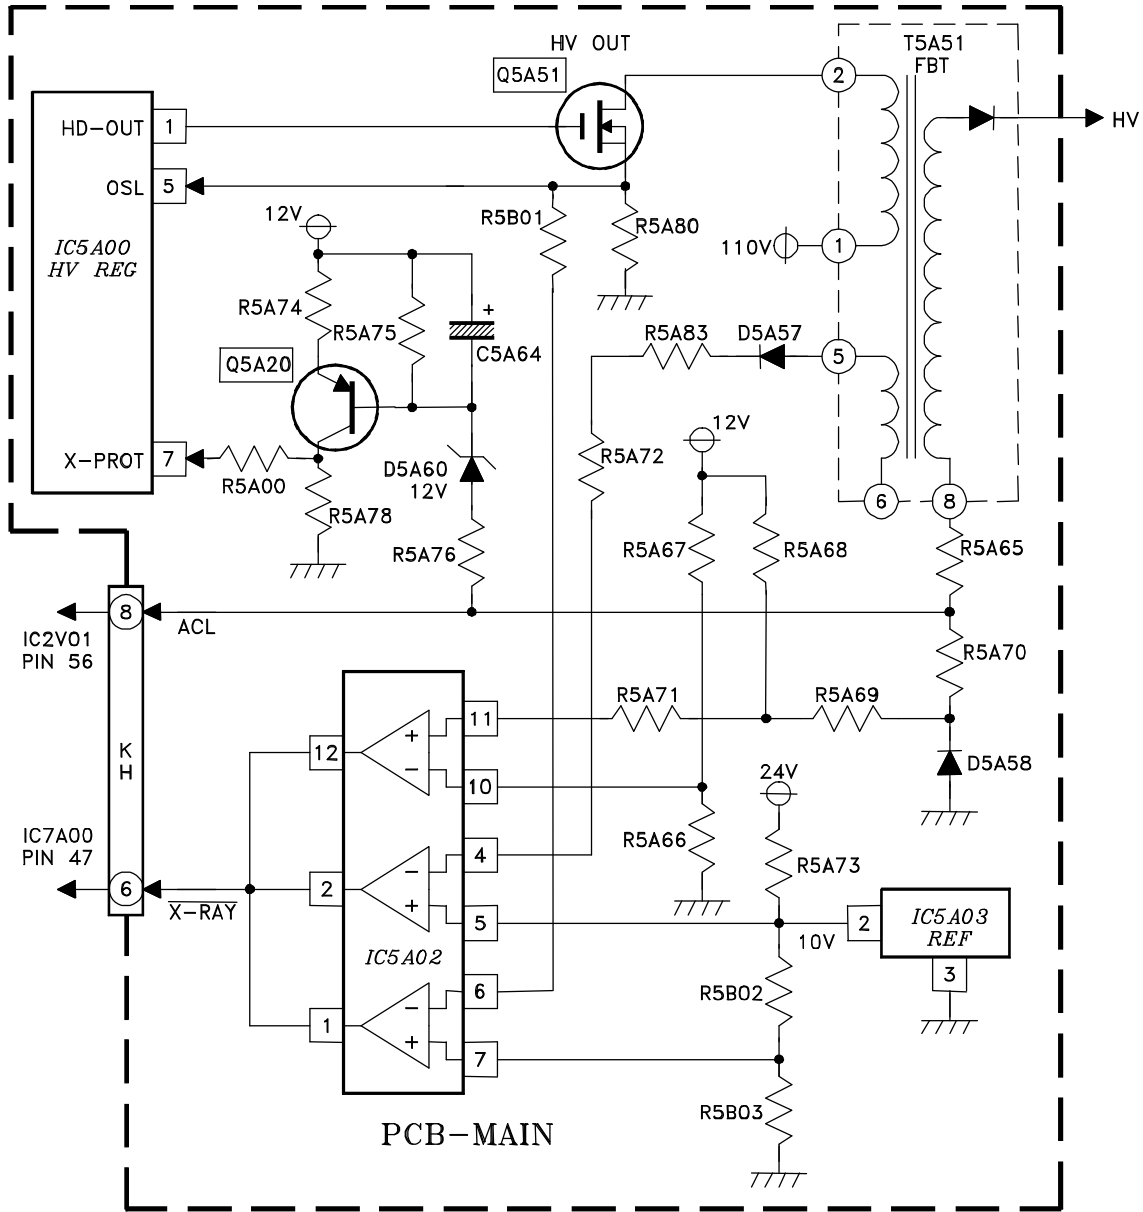 HV OUT
Q5A51
T5A51
FBT
2
HD-OUT
1
HV
OSL
5
12V
R5B01
R5A80
IC5A00
HV REG
110V
1
R5A74
R5A75
+
C5A64
R5A83
D5A57
5
Q5A20
12V
X-PROT
7
R5A00
D5A60
12V
R5A72
R5A78
6
8
R5A76
R5A67
R5A68
R5A65
8
ACL
IC2V01
PIN 56
R5A70
R5A71
R5A69
11
+
12
-
10
K
H
24V
D5A58
IC7A00
PIN 47
R5A66
4
-
R5A73
6
X-RAY
2
+
5
10V
2
IC5A03
REF
IC5A02
3
6
-
R5B02
1
+
7
R5B03
PCB-MAIN